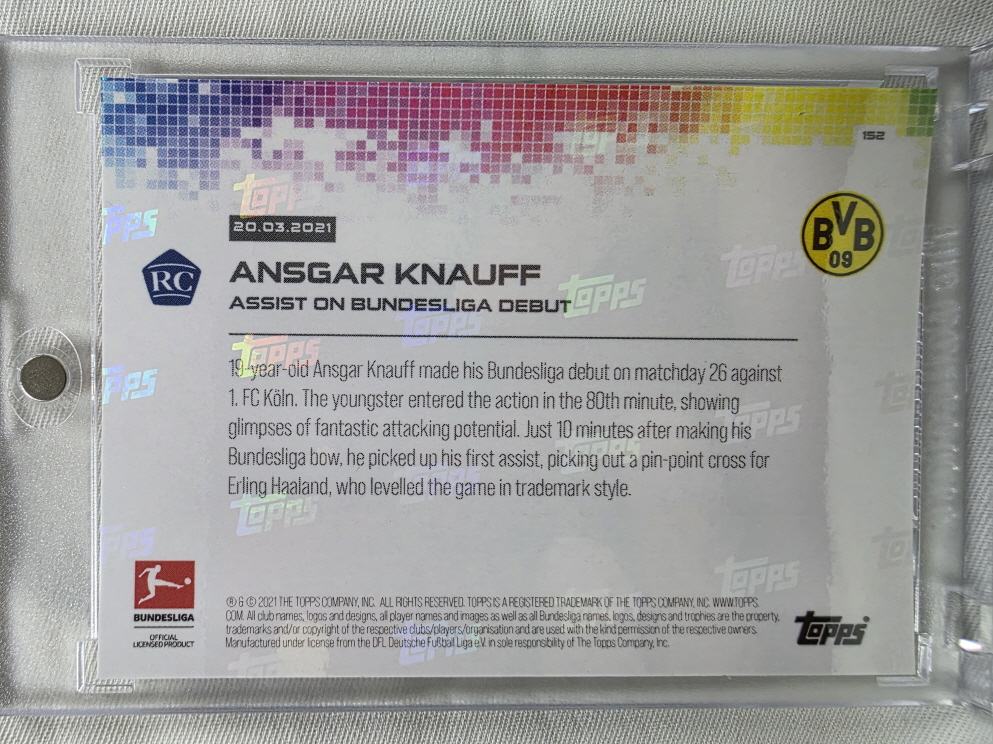 152
20.03.2021
BVB
09
RC
ANSGAR KNAUFF
ASSIST ON BUNDESLIGA DEBUT
19-year-old Ansgar Knauff made his Bundesliga debut on matchday 26 against
1. FC Köln. The youngster entered the action in the 80th minute, showing
glimpses of fantastic attacking potential. Just 10 minutes after making his
Bundesliga bow, he picked up his first assist, picking out a pin-point cross for
Erling Haaland, who levelled the game in trademark style.
BUNDESLIGA
OFFICIAL
LICENSED PRODUCT
® & © 2021 THE TOPPS COMPANY, INC. ALL RIGHTS RESERVED. TOPPS IS A REGISTERED TRADEMARK OF THE TOPPS COMPANY, INC. WWW.TOPPS.
COM. All club names, logos and designs, all player names and images as well as all Bundesliga names, logos, designs and trophies are the property,
trademarks and/or copyright of the respective clubs/players/organisation and are used with the kind permission of the respective owners.
Manufactured under license from the DFL Deutsche Fußball Liga e.V. in sole responsibility of The Topps Company, Inc.
Topps